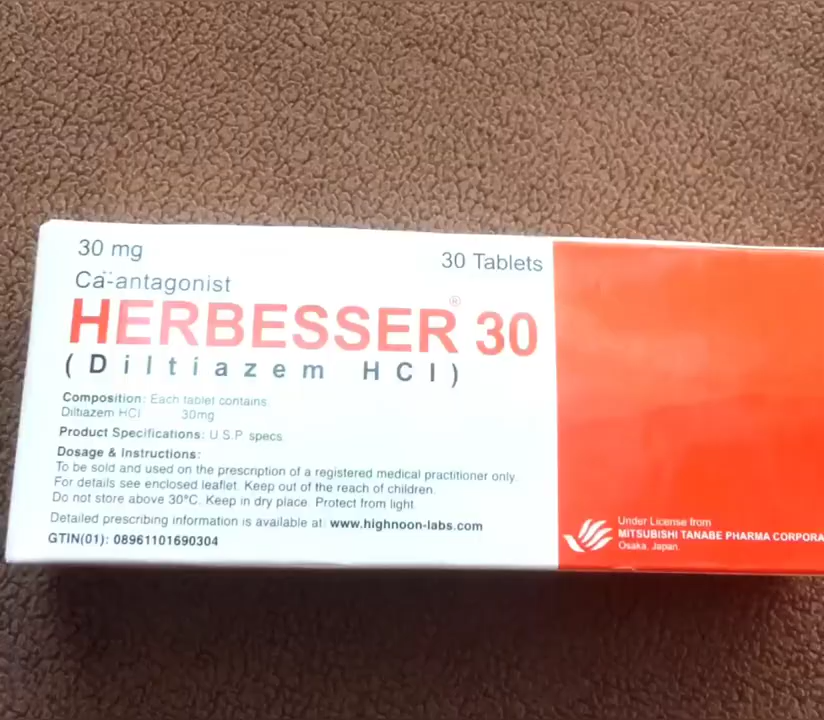 30 mg
30 Tablets
Ca⁺⁺-antagonist
HERBESSER® 30
(Diltiazem HCl)
Composition: Each tablet contains
Diltiazem HCl 30mg
Product Specifications: U.S.P. specs.
Dosage & Instructions:
To be sold and used on the prescription of a registered medical practitioner only.
For details see enclosed leaflet. Keep out of the reach of children.
Do not store above 30°C. Keep in dry place. Protect from light.
Detailed prescribing information is available at: www.highnoon-labs.com
GTIN(01): 08961101690304
Under License from
MITSUBISHI TANABE PHARMA CORPORA
Osaka, Japan.